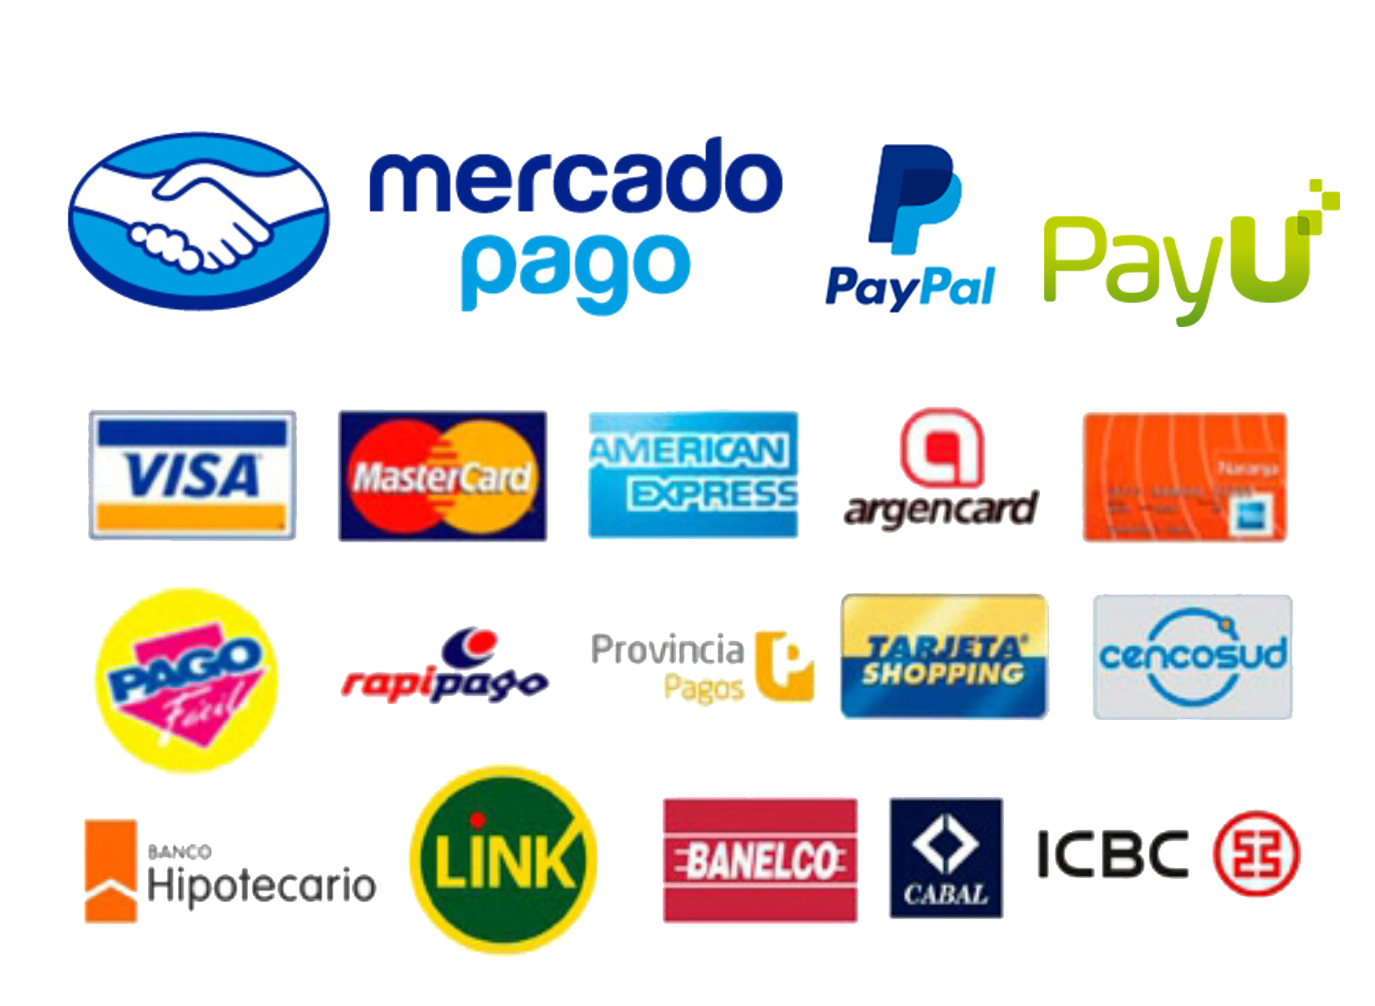 mercado
pago
PayPal
PayU
VISA
MasterCard
AMERICAN
EXPRESS
argencard
Naranja
PAGO
Fácil
rapipago
Provincia
Pagos
TARJETA®
SHOPPING
cencosud
BANCO
Hipotecario
LINK
BANELCO
CABAL
ICBC